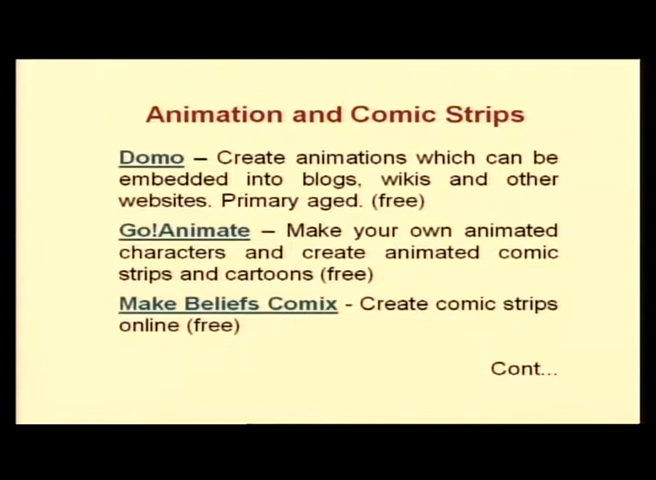 Animation and Comic Strips
Domo – Create animations which can be
embedded into blogs, wikis and other
websites. Primary aged. (free)
Go!Animate – Make your own animated
characters and create animated comic
strips and cartoons (free)
Make Beliefs Comix - Create comic strips
online (free)
Cont...